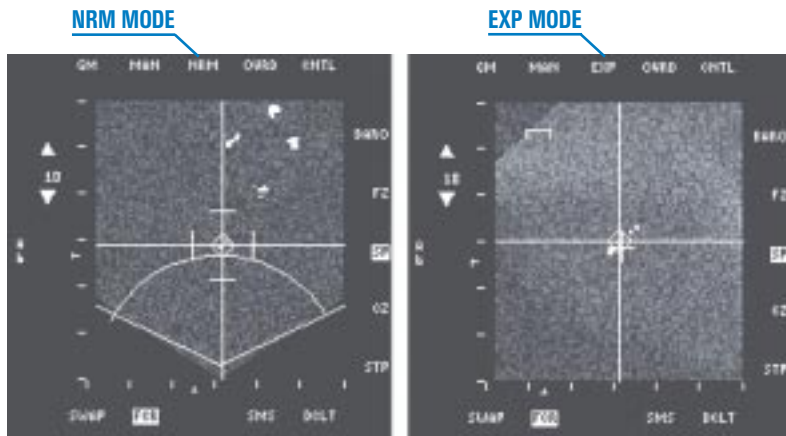 NRM MODE
EXP MODE
GM MAN NRM OVRD CNTL
BARO
10
FZ
SP
CZ
STP
SWAP FCR SMS DCLT
GM MAN EXP OVRD CNTL
BARO
10
FZ
SP
CZ
STP
SWAP FCR SMS DCLT